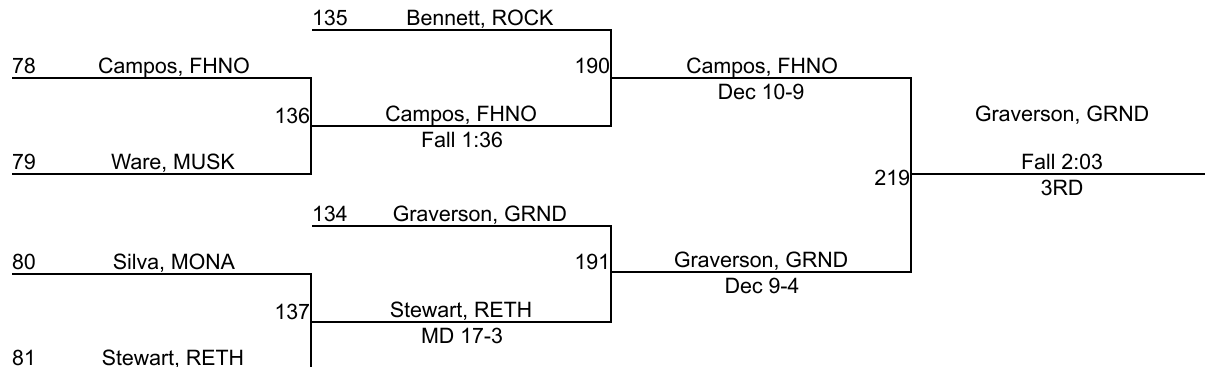 135 Bennett, ROCK
78 Campos, FHNO
190 Campos, FHNO
Dec 10-9
136 Campos, FHNO
Fall 1:36
Graverson, GRND
79 Ware, MUSK
Fall 2:03
219
3RD
134 Graverson, GRND
80 Silva, MONA
191 Graverson, GRND
Dec 9-4
137 Stewart, RETH
MD 17-3
81 Stewart, RETH